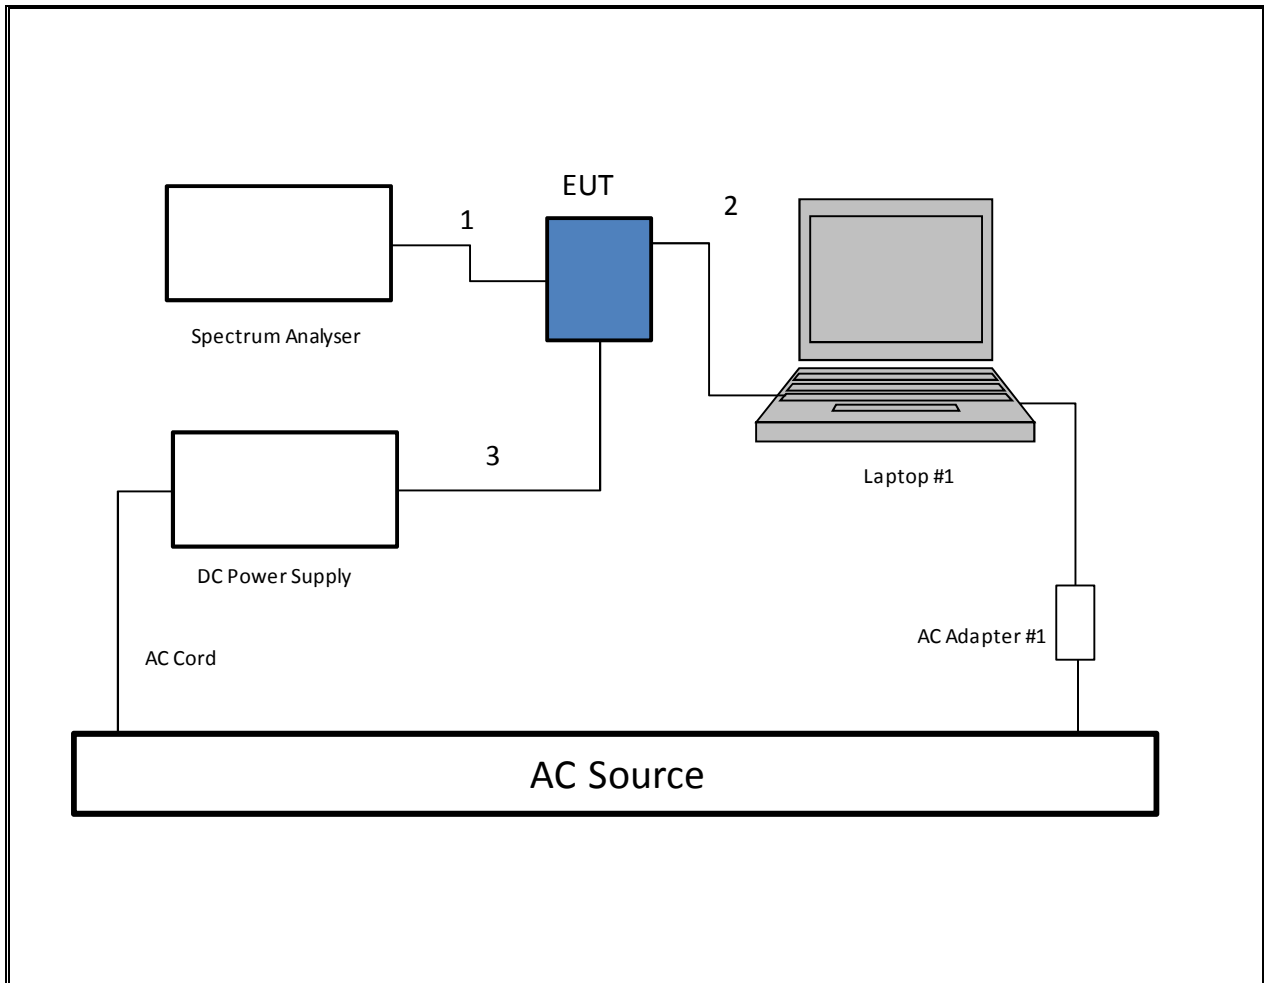 EUT
1
2
Spectrum Analyser
3
Laptop #1
DC Power Supply
AC Adapter #1
AC Cord
AC Source